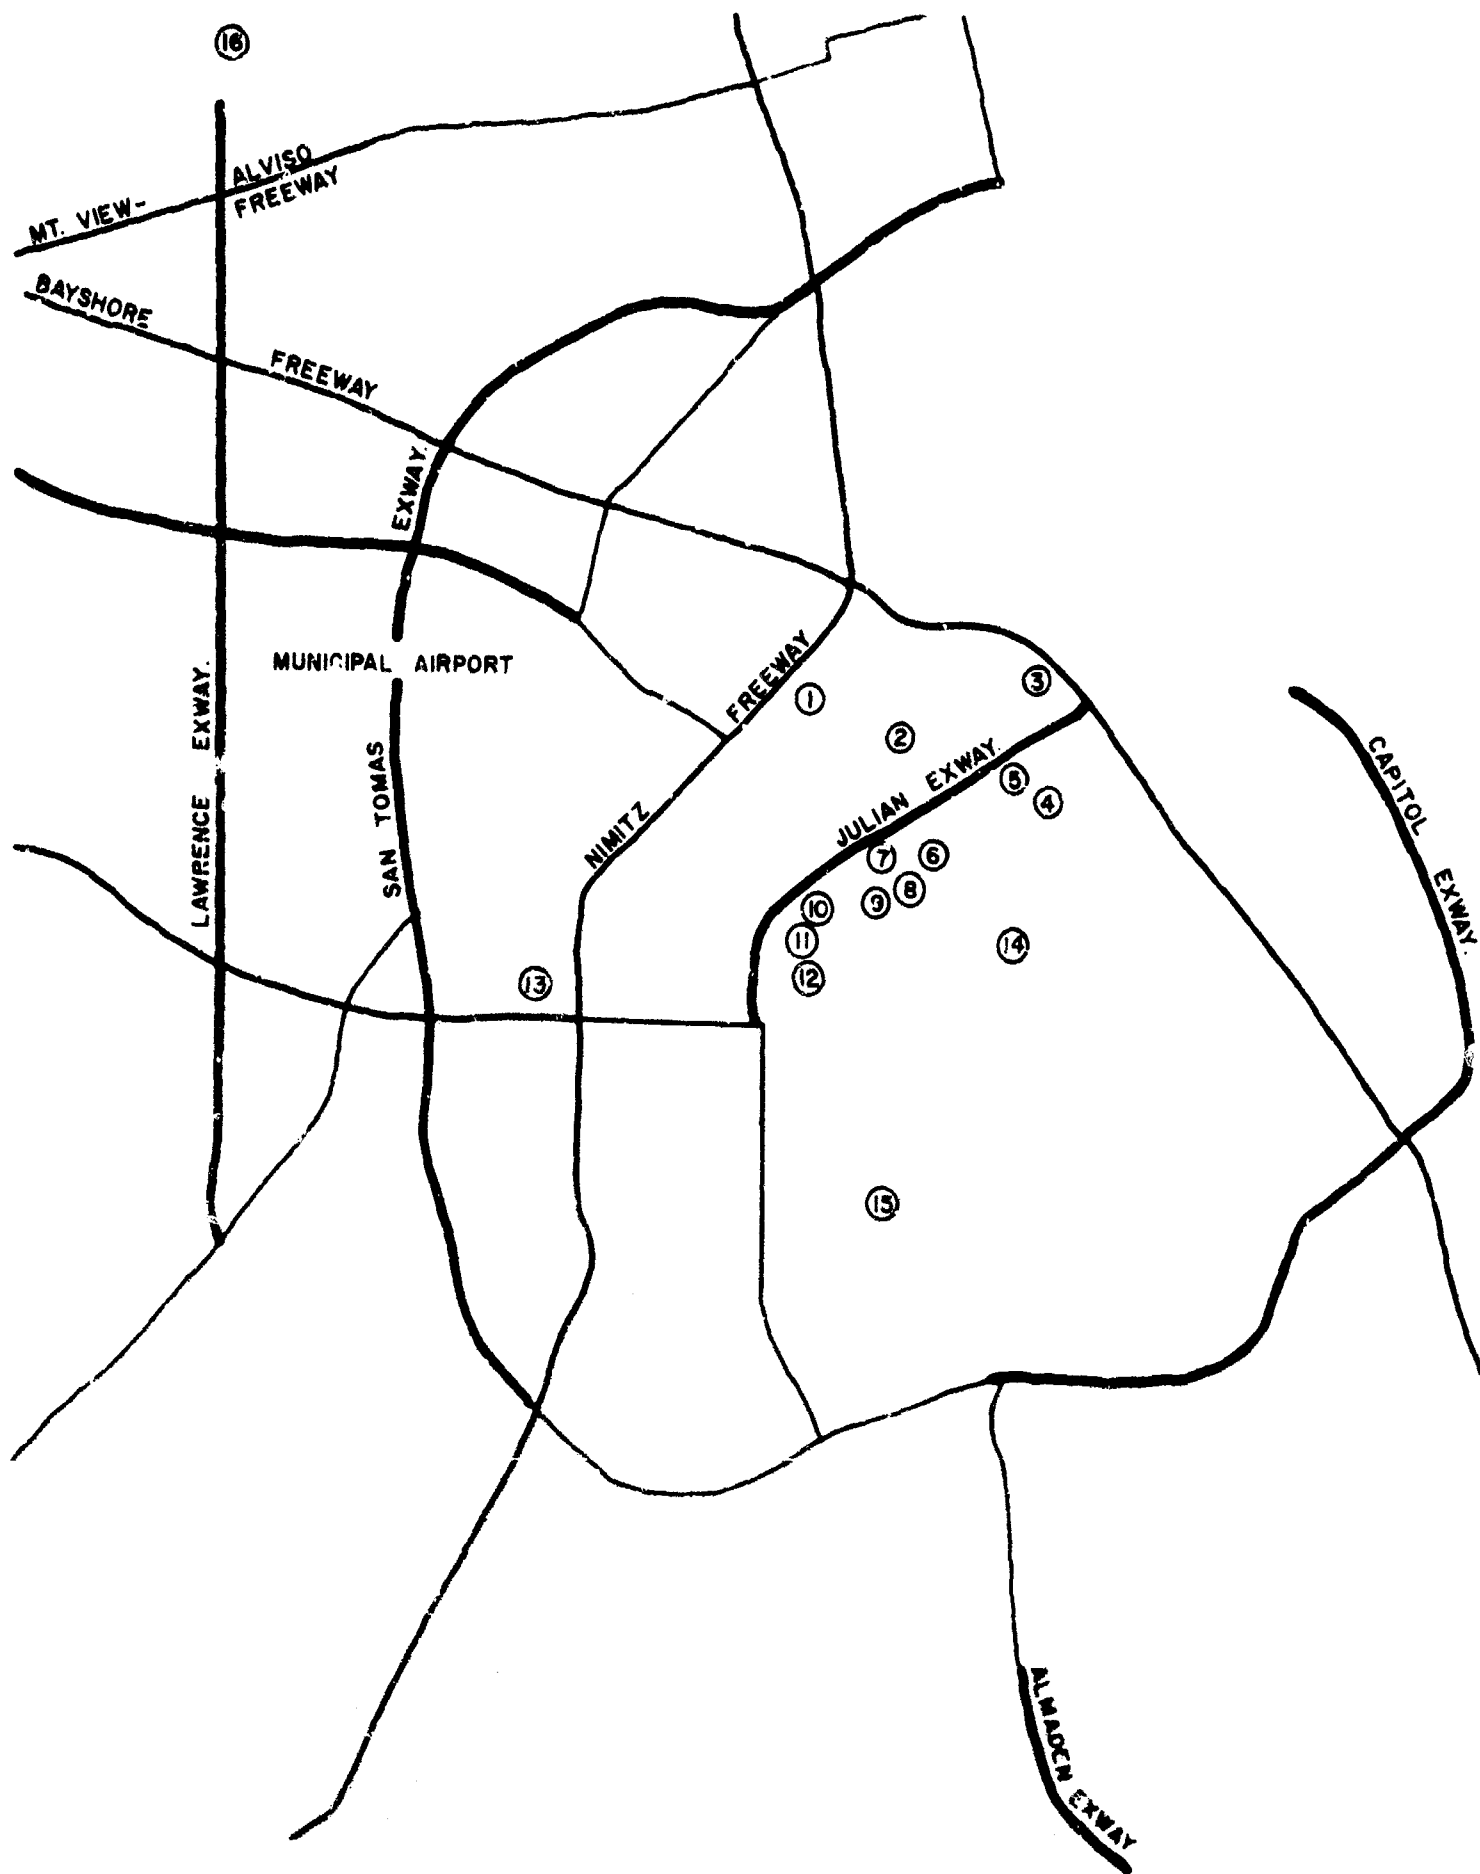 16
ALVISO
FREEWAY
MT. VIEW-
BAYSHORE
FREEWAY
EXWAY.
MUNICIPAL AIRPORT
LAWRENCE EXWAY.
SAN TOMAS
NIMITZ FREEWAY
1
2
3
JULIAN EXWAY.
5
4
CAPITOL EXWAY.
7
6
8
9
10
11
12
14
13
15
ALMADEN EXWAY